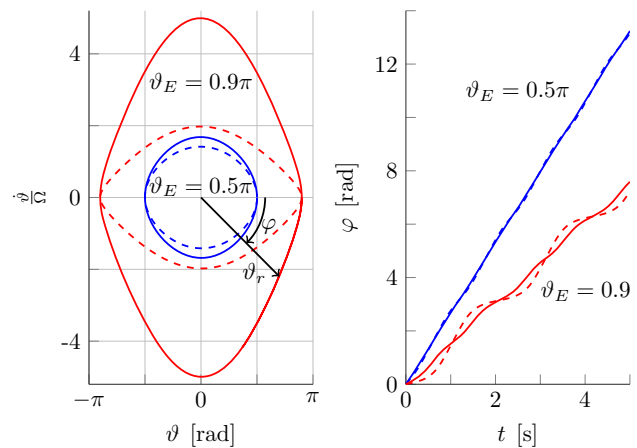 4
0
-4
ϑ̇/Ω
ϑ_E = 0.9π
ϑ_E = 0.5π
φ
ϑ_r
−π
0
π
ϑ [rad]
12
8
4
0
φ [rad]
ϑ_E = 0.5π
ϑ_E = 0.9
0
2
4
t [s]